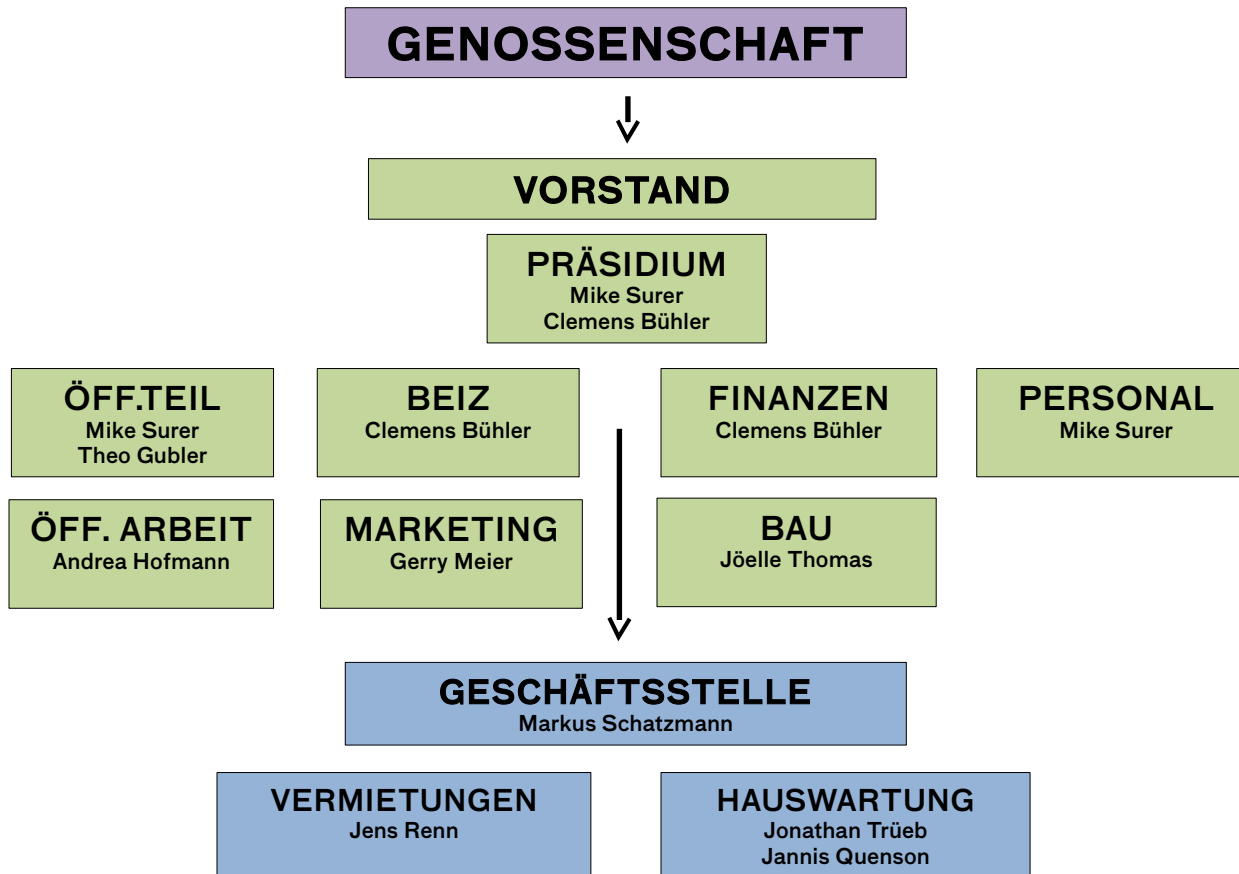 GENOSSENSCHAFT
VORSTAND
PRÄSIDIUM
Mike Surer
Clemens Bühler
ÖFF.TEIL
Mike Surer
Theo Gubler
BEIZ
Clemens Bühler
FINANZEN
Clemens Bühler
PERSONAL
Mike Surer
ÖFF. ARBEIT
Andrea Hofmann
MARKETING
Gerry Meier
BAU
Jöelle Thomas
GESCHÄFTSSTELLE
Markus Schatzmann
VERMIETUNGEN
Jens Renn
HAUSWARTUNG
Jonathan Trüeb
Jannis Quenson